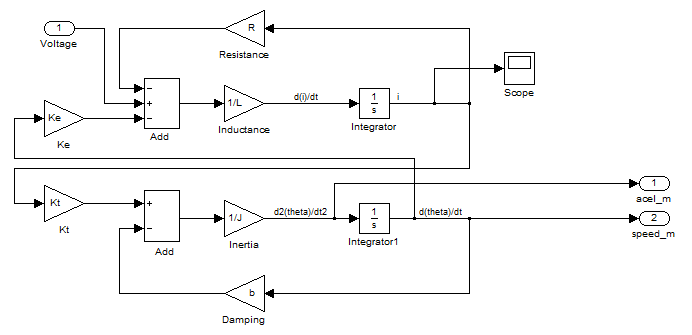 1
Voltage
R
Resistance
Scope
Ke
Ke
−
+
−
Add
1/L
Inductance
d(i)/dt
1
s
Integrator
i
Kt
Kt
+
−
Add
1/J
Inertia
d2(theta)/dt2
1
s
Integrator1
d(theta)/dt
1
acel_m
2
speed_m
b
Damping